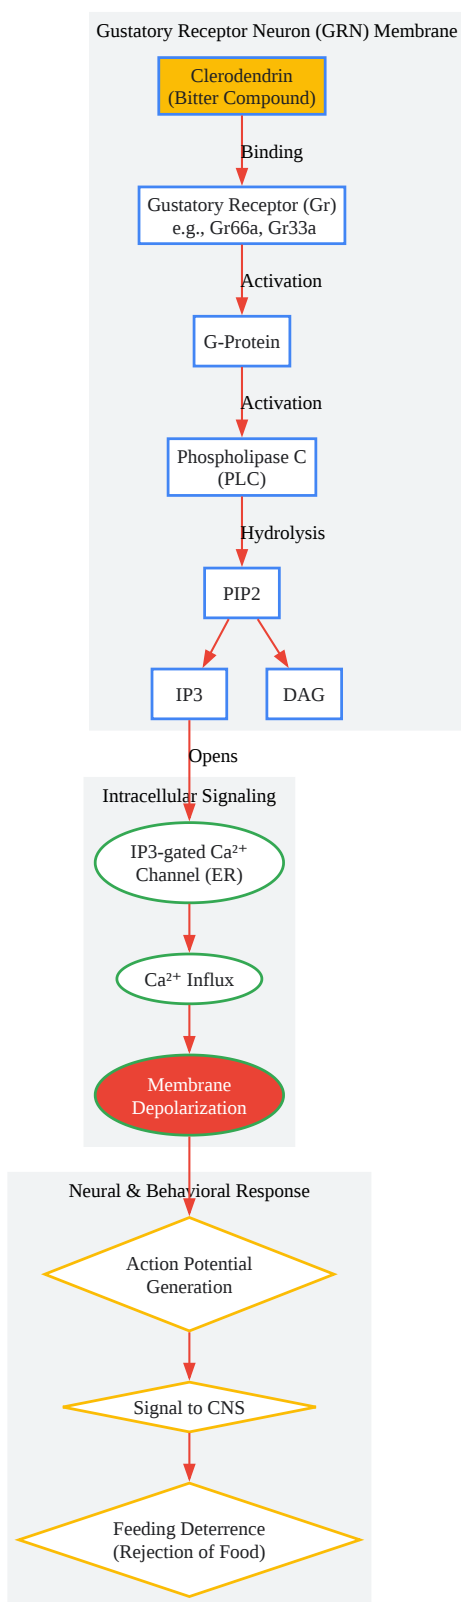 Gustatory Receptor Neuron (GRN) Membrane
Clerodendrin
(Bitter Compound)
Binding
Gustatory Receptor (Gr)
e.g., Gr66a, Gr33a
Activation
G-Protein
Activation
Phospholipase C
(PLC)
Hydrolysis
PIP2
IP3
DAG
Opens
Intracellular Signaling
IP3-gated Ca²⁺
Channel (ER)
Ca²⁺ Influx
Membrane
Depolarization
Neural & Behavioral Response
Action Potential
Generation
Signal to CNS
Feeding Deterrence
(Rejection of Food)